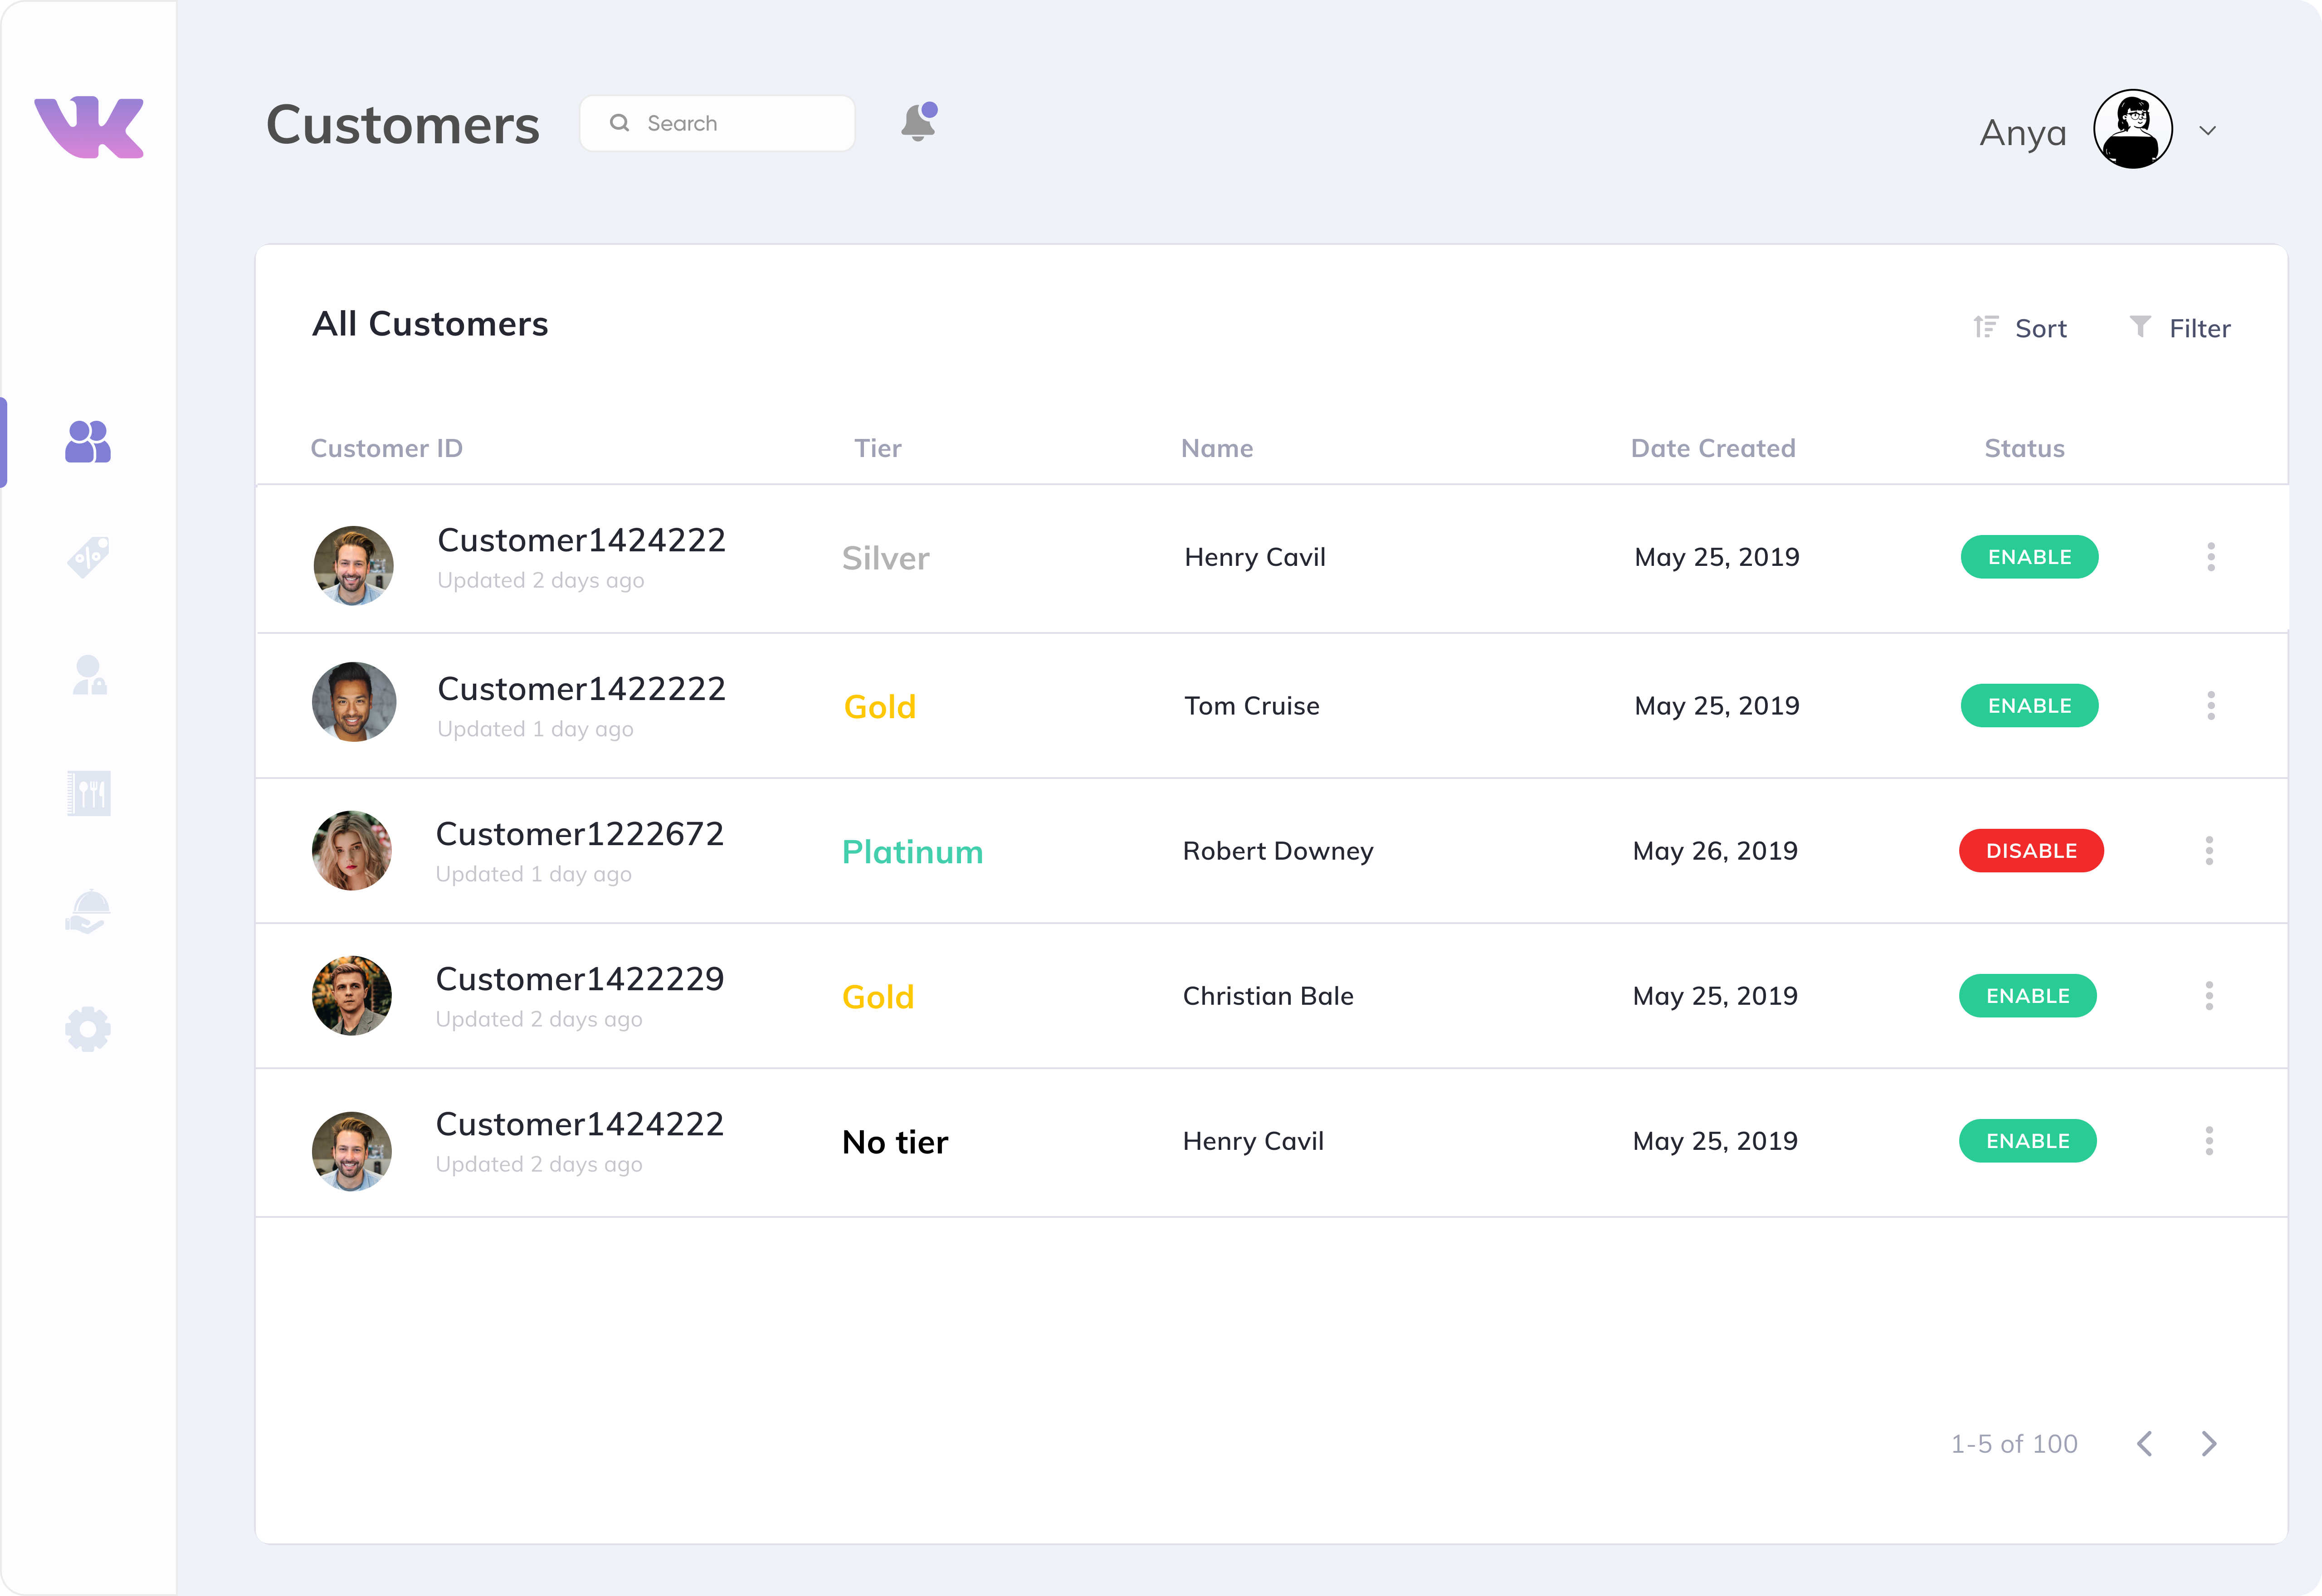 VK
Customers
Search
Anya
All Customers
Sort
Filter
Customer ID
Tier
Name
Date Created
Status
Customer1424222
Updated 2 days ago
Silver
Henry Cavil
May 25, 2019
ENABLE
Customer1422222
Updated 1 day ago
Gold
Tom Cruise
May 25, 2019
ENABLE
Customer1222672
Updated 1 day ago
Platinum
Robert Downey
May 26, 2019
DISABLE
Customer1422229
Updated 2 days ago
Gold
Christian Bale
May 25, 2019
ENABLE
Customer1424222
Updated 2 days ago
No tier
Henry Cavil
May 25, 2019
ENABLE
1-5 of 100